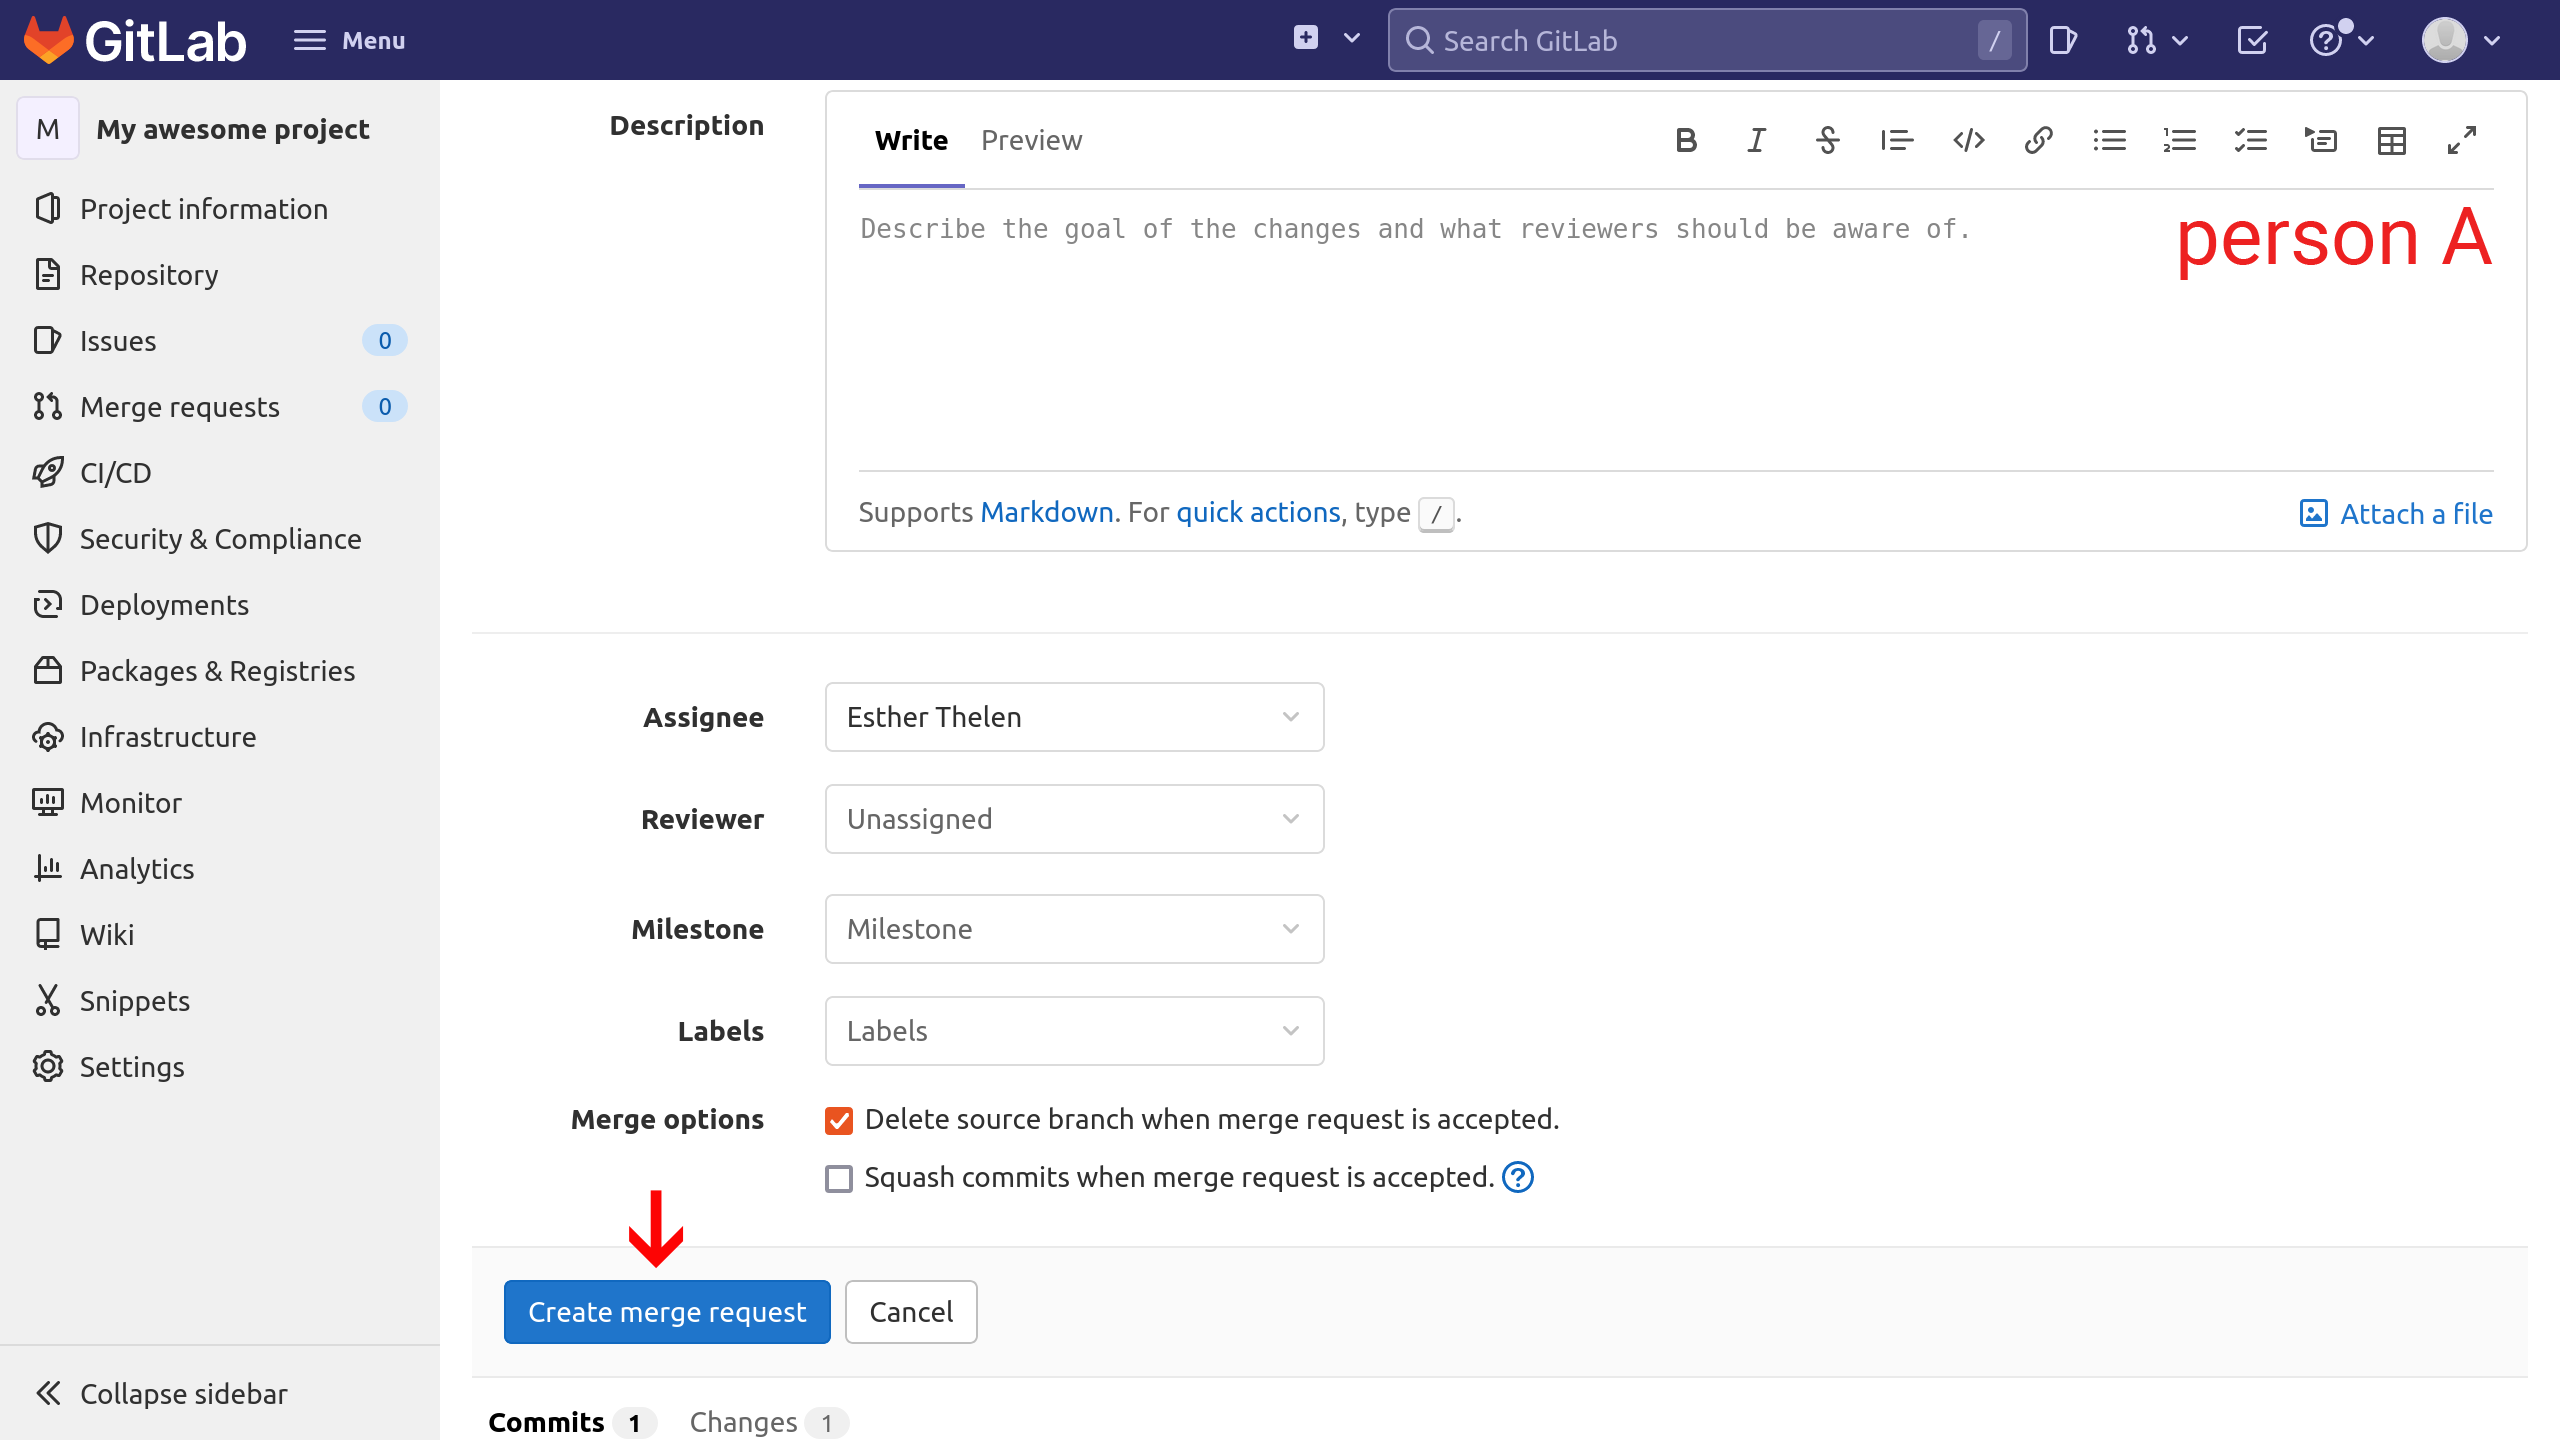 GitLab Menu Search GitLab /
M My awesome project
Project information
Repository
Issues 0
Merge requests 0
CI/CD
Security & Compliance
Deployments
Packages & Registries
Infrastructure
Monitor
Analytics
Wiki
Snippets
Settings
Collapse sidebar
Description
Write Preview
Describe the goal of the changes and what reviewers should be aware of.
person A
Supports Markdown. For quick actions, type /.
Attach a file
Assignee Esther Thelen
Reviewer Unassigned
Milestone Milestone
Labels Labels
Merge options Delete source branch when merge request is accepted.
Squash commits when merge request is accepted.
Create merge request Cancel
Commits 1 Changes 1